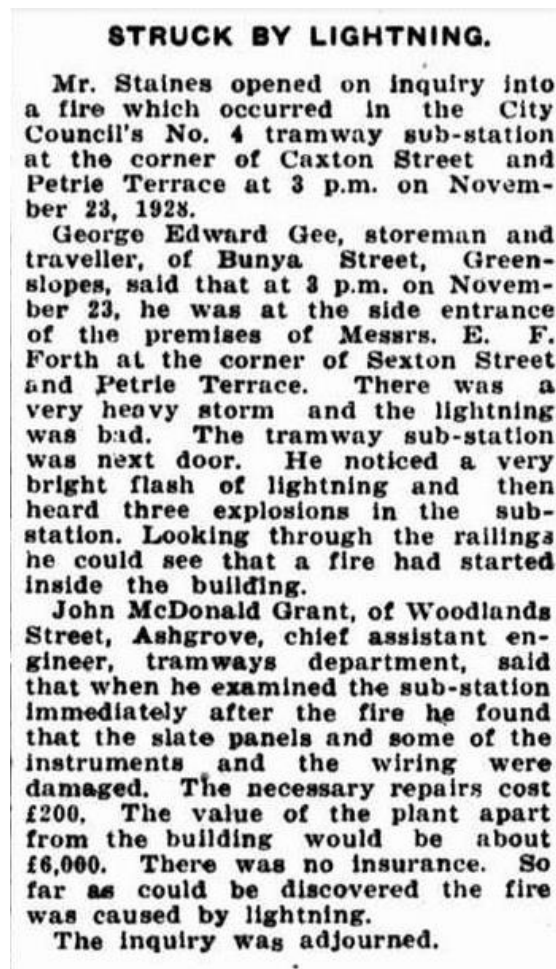 STRUCK BY LIGHTNING.
Mr. Staines opened on inquiry into
a fire which occurred in the City
Council's No. 4 tramway sub-station
at the corner of Caxton Street and
Petrie Terrace at 3 p.m. on Novem-
ber 23, 1928.
George Edward Gee, storeman and
traveller, of Bunya Street, Green-
slopes, said that at 3 p.m. on Novem-
ber 23, he was at the side entrance
of the premises of Messrs. E. F.
Forth at the corner of Sexton Street
and Petrie Terrace. There was a
very heavy storm and the lightning
was bad. The tramway sub-station
was next door. He noticed a very
bright flash of lightning and then
heard three explosions in the sub-
station. Looking through the railings
he could see that a fire had started
inside the building.
John McDonald Grant, of Woodlands
Street, Ashgrove, chief assistant en-
gineer, tramways department, said
that when he examined the sub-station
immediately after the fire he found
that the slate panels and some of the
instruments and the wiring were
damaged. The necessary repairs cost
£200. The value of the plant apart
from the building would be about
£6,000. There was no insurance. So
far as could be discovered the fire
was caused by lightning.
The inquiry was adjourned.